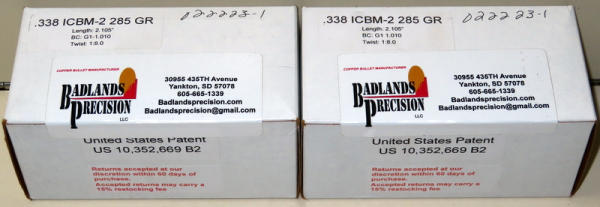 .338 ICBM-2 285 GR
Length: 2.105"
BC: G1-1.010
Twist: 1:8.0
022223-1
COPPER BULLET MANUFACTURER
BADLANDS
PRECISION
LLC
30955 435TH Avenue
Yankton, SD 57078
605-665-1339
Badlandsprecision.com
Badlandsprecision@gmail.com
United States Patent
US 10,352,669 B2
Returns accepted at our
discretion within 60 days of
purchase.
Accepted returns may carry a
15% restocking fee
.338 ICBM-2 285 GR
Length: 2.105"
BC: G1-1.010
Twist: 1:8.0
022223-1
COPPER BULLET MANUFACTURER
BADLANDS
PRECISION
LLC
30955 435TH Avenue
Yankton, SD 57078
605-665-1339
Badlandsprecision.com
Badlandsprecision@gmail.com
United States Patent
US 10,352,669 B2
Returns accepted at our
discretion within 60 days of
purchase.
Accepted returns may carry a
15% restocking fee